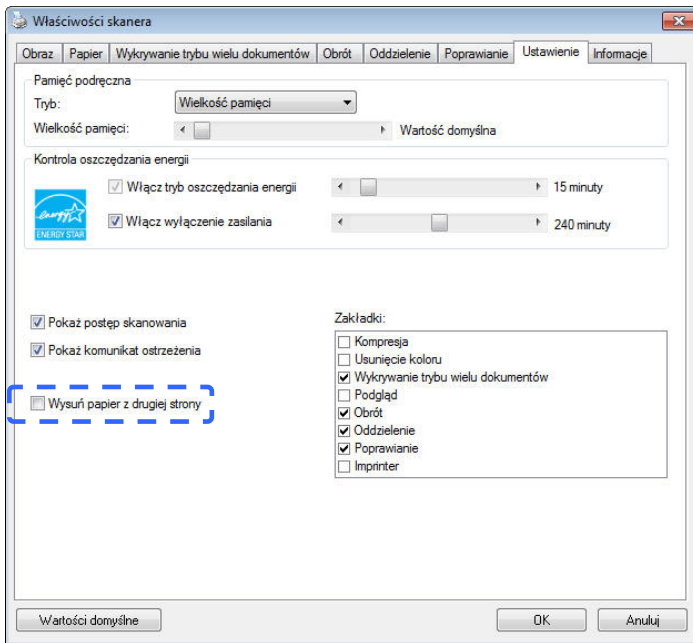 Właściwości skanera
Obraz Papier Wykrywanie trybu wielu dokumentów Obrót Oddzielenie Poprawianie Ustawienie Informacje
Pamięć podręczna
Tryb: Wielkość pamięci
Wielkość pamięci: Wartość domyślna
Kontrola oszczędzania energii
Włącz tryb oszczędzania energii 15 minuty
energy
ENERGY STAR
Włącz wyłączenie zasilania 240 minuty
Pokaż postęp skanowania
Pokaż komunikat ostrzeżenia
Wysuń papier z drugiej strony
Zakładki:
Kompresja
Usunięcie koloru
Wykrywanie trybu wielu dokumentów
Podgląd
Obrót
Oddzielenie
Poprawianie
Imprinter
Wartości domyślne OK Anuluj